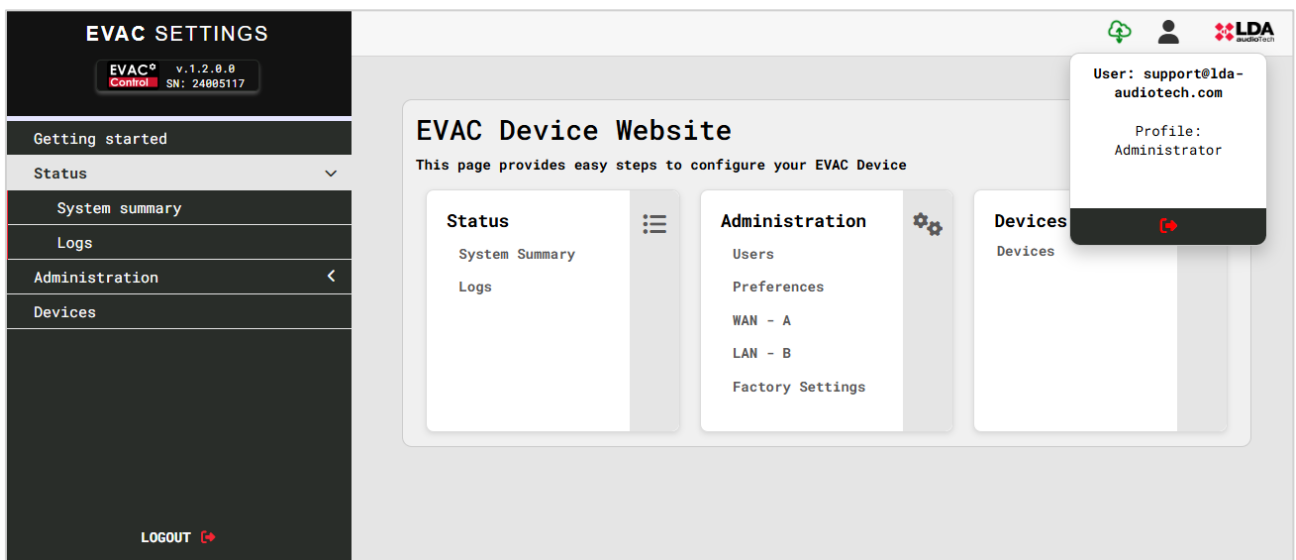 EVAC SETTINGS
EVAC
Control
v.1.2.0.0
SN: 24005117
Getting started
Status
System summary
Logs
Administration
Devices
LOGOUT
LDA
audioTech
User: support@lda-
audiotech.com
Profile:
Administrator
EVAC Device Website
This page provides easy steps to configure your EVAC Device
Status
System Summary
Logs
Administration
Users
Preferences
WAN - A
LAN - B
Factory Settings
Devices
Devices